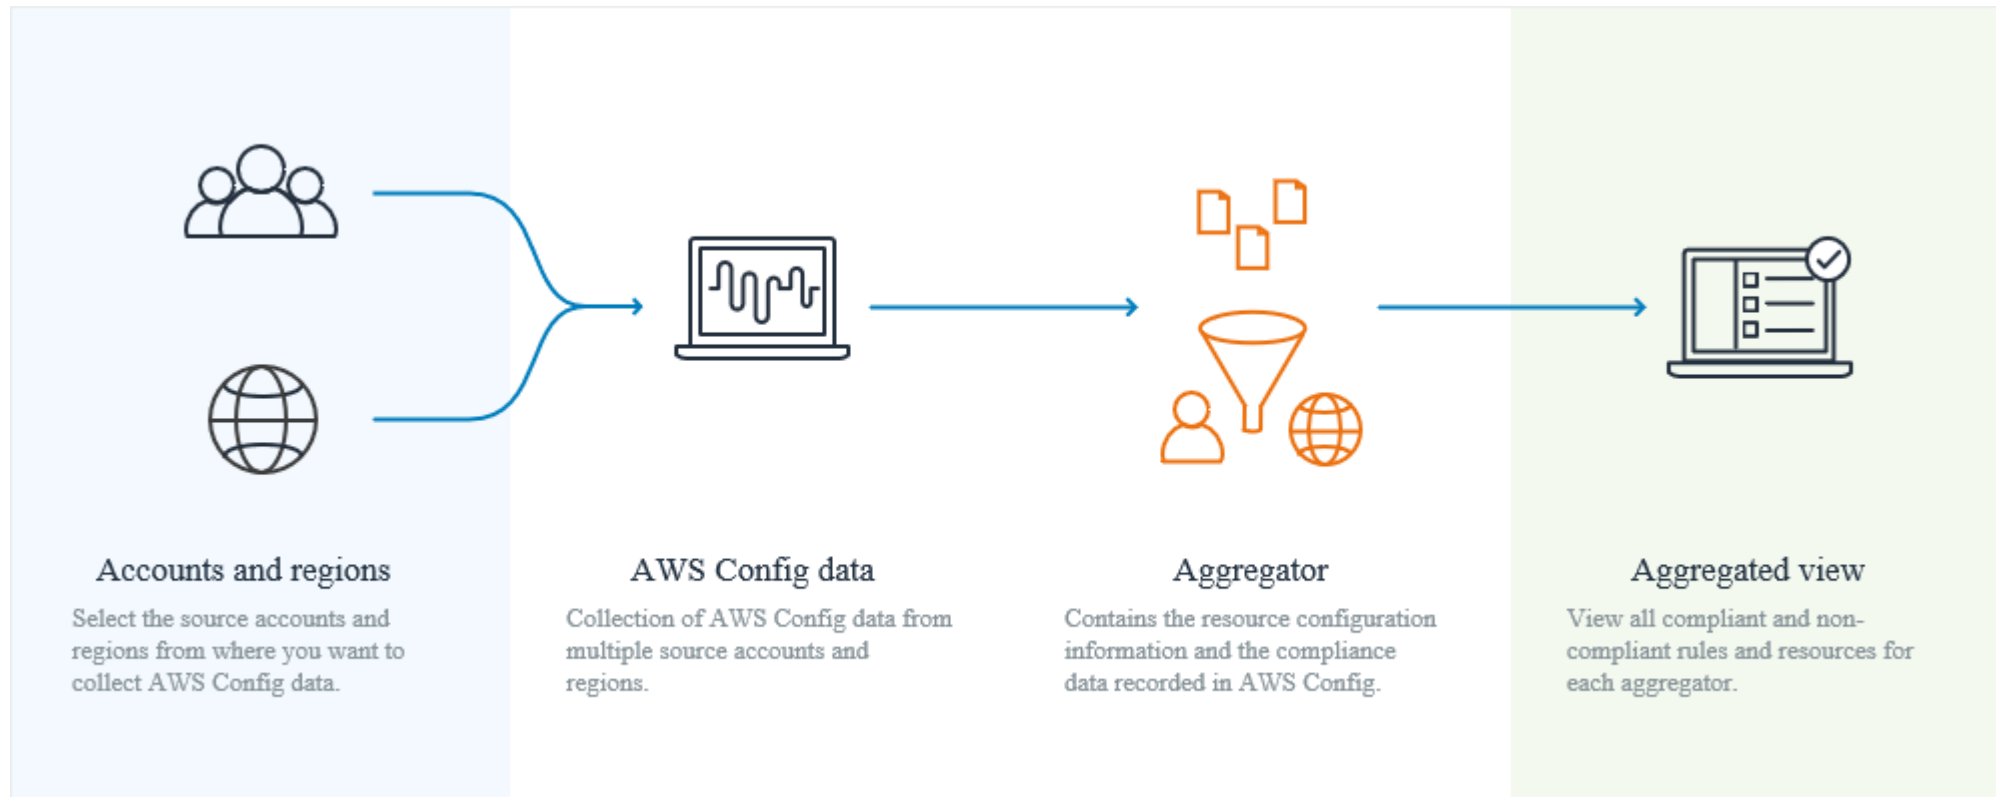 Accounts and regions
Select the source accounts and
regions from where you want to
collect AWS Config data.
AWS Config data
Collection of AWS Config data from
multiple source accounts and
regions.
Aggregator
Contains the resource configuration
information and the compliance
data recorded in AWS Config.
Aggregated view
View all compliant and non-
compliant rules and resources for
each aggregator.